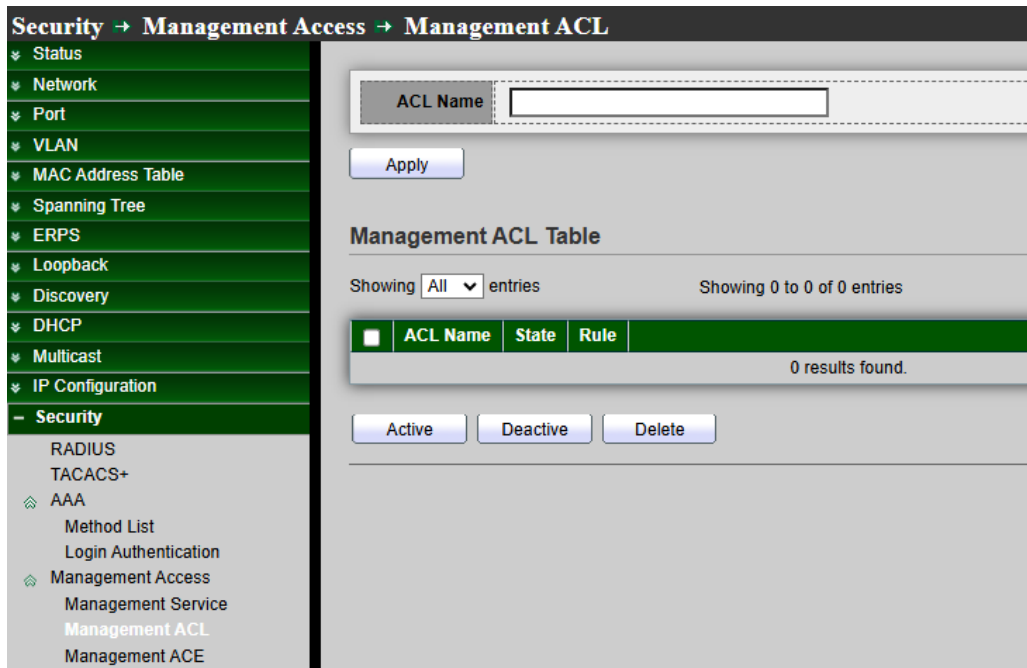 Security → Management Access → Management ACL
Status
Network
Port
VLAN
MAC Address Table
Spanning Tree
ERPS
Loopback
Discovery
DHCP
Multicast
IP Configuration
Security
RADIUS
TACACS+
AAA
Method List
Login Authentication
Management Access
Management Service
Management ACL
Management ACE
ACL Name
Apply
Management ACL Table
Showing All entries Showing 0 to 0 of 0 entries
ACL Name State Rule
0 results found.
Active Deactive Delete